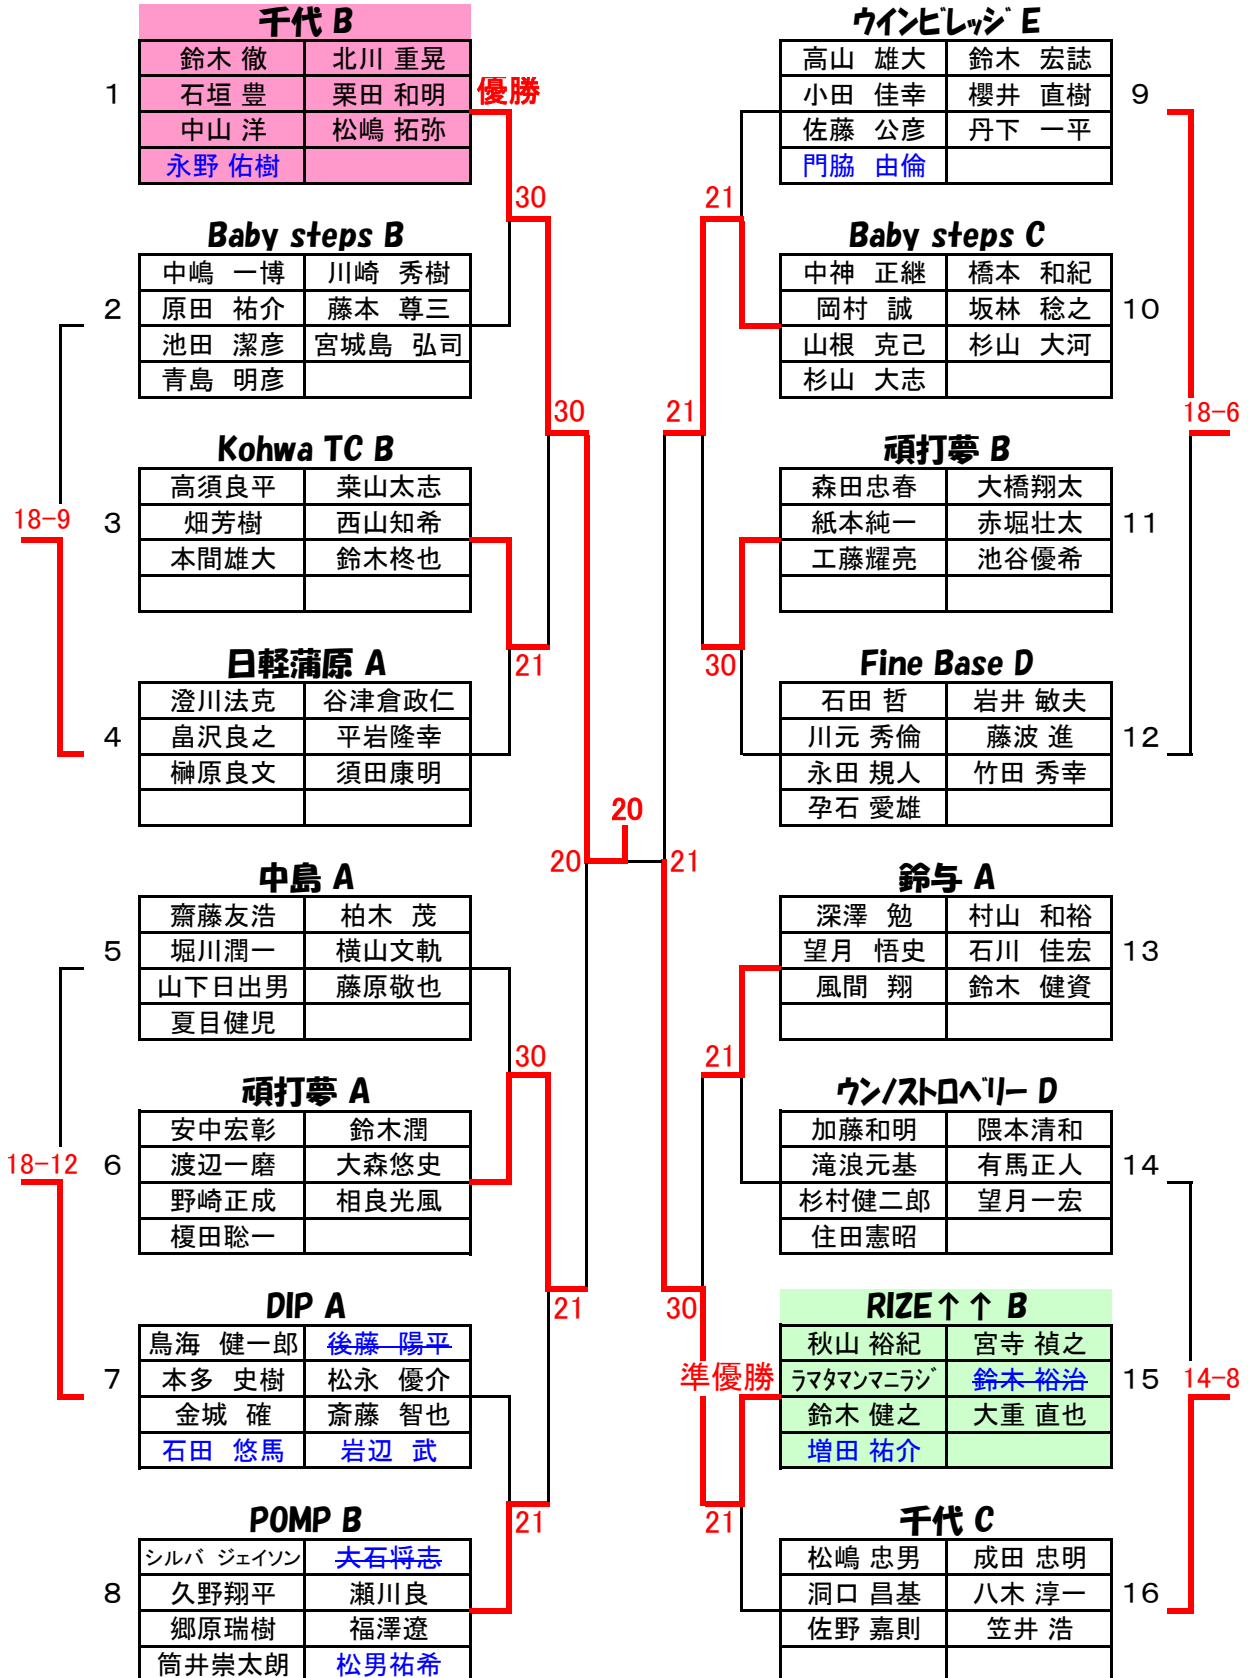 千代 B
鈴木 徹 北川 重晃
1 石垣 豊 栗田 和明 優勝
中山 洋 松嶋 拓弥
永野 佑樹
30
Baby steps B
中嶋 一博 川崎 秀樹
2 原田 祐介 藤本 尊三
池田 潔彦 宮城島 弘司
青島 明彦
30
Kohwa TC B
高須良平 桒山太志
18-9 3 畑芳樹 西山知希
本間雄大 鈴木柊也
日軽蒲原 A 21
澄川法克 谷津倉政仁
4 畠沢良之 平岩隆幸
榊原良文 須田康明
20
20
中島 A
齋藤友浩 柏木 茂
5 堀川潤一 横山文軌
山下日出男 藤原敬也
夏目健児
30
頑打夢 A
安中宏彰 鈴木潤
18-12 6 渡辺一磨 大森悠史
野崎正成 相良光風
榎田聡一
DIP A 21
鳥海 健一郎 後藤 陽平
7 本多 史樹 松永 優介
金城 確 斎藤 智也
石田 悠馬 岩辺 武
POMP B 21
シルバ ジェイソン 大石将志
8 久野翔平 瀬川良
郷原瑞樹 福澤遼
筒井崇太朗 松男祐希
ウインビレッジ E
高山 雄大 鈴木 宏誌
小田 佳幸 櫻井 直樹 9
佐藤 公彦 丹下 一平
門脇 由倫
21
Baby steps C
中神 正継 橋本 和紀
岡村 誠 坂林 稔之 10
山根 克己 杉山 大河
杉山 大志
21 18-6
頑打夢 B
森田忠春 大橋翔太
紙本純一 赤堀壮太 11
工藤耀亮 池谷優希
30 Fine Base D
石田 哲 岩井 敏夫
川元 秀倫 藤波 進 12
永田 規人 竹田 秀幸
孕石 愛雄
21
鈴与 A
深澤 勉 村山 和裕
望月 悟史 石川 佳宏 13
風間 翔 鈴木 健資
21
ウン/ストロベリー D
加藤和明 隈本清和
滝浪元基 有馬正人 14
杉村健二郎 望月一宏
住田憲昭
30 RIZE↑↑ B
秋山 裕紀 宮寺 禎之
準優勝 ラマタマンマニラジ 鈴木 裕治 15 14-8
鈴木 健之 大重 直也
増田 祐介
21 千代 C
松嶋 忠男 成田 忠明
洞口 昌基 八木 淳一 16
佐野 嘉則 笠井 浩